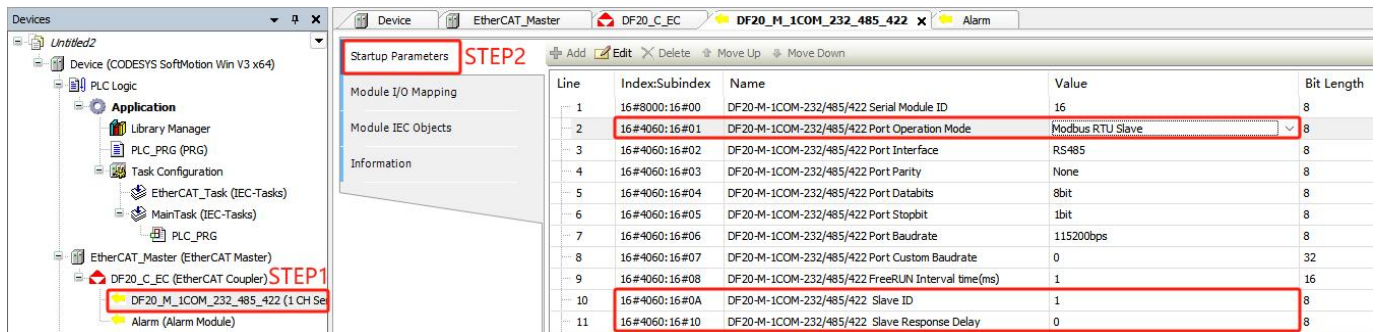 Devices
Untitled2
Device (CODESYS SoftMotion Win V3 x64)
PLC Logic
Application
Library Manager
PLC_PRG (PRG)
Task Configuration
EtherCAT_Task (IEC-Tasks)
MainTask (IEC-Tasks)
PLC_PRG
EtherCAT_Master (EtherCAT Master)
DF20_C_EC (EtherCAT Coupler) STEP1
DF20_M_1COM_232_485_422 (1 CH Se
Alarm (Alarm Module)
Device EtherCAT_Master DF20_C_EC DF20_M_1COM_232_485_422 x Alarm
Startup Parameters STEP2
Module I/O Mapping
Module IEC Objects
Information
Add Edit Delete Move Up Move Down
Line Index:Subindex Name Value Bit Length
1 16#8000:16#00 DF20-M-1COM-232/485/422 Serial Module ID 16 8
2 16#4060:16#01 DF20-M-1COM-232/485/422 Port Operation Mode Modbus RTU Slave 8
3 16#4060:16#02 DF20-M-1COM-232/485/422 Port Interface RS485 8
4 16#4060:16#03 DF20-M-1COM-232/485/422 Port Parity None 8
5 16#4060:16#04 DF20-M-1COM-232/485/422 Port Databits 8bit 8
6 16#4060:16#05 DF20-M-1COM-232/485/422 Port Stopbit 1bit 8
7 16#4060:16#06 DF20-M-1COM-232/485/422 Port Baudrate 115200bps 8
8 16#4060:16#07 DF20-M-1COM-232/485/422 Port Custom Baudrate 0 32
9 16#4060:16#08 DF20-M-1COM-232/485/422 FreeRUN Interval time(ms) 1 16
10 16#4060:16#0A DF20-M-1COM-232/485/422 Slave ID 1 8
11 16#4060:16#10 DF20-M-1COM-232/485/422 Slave Response Delay 0 8